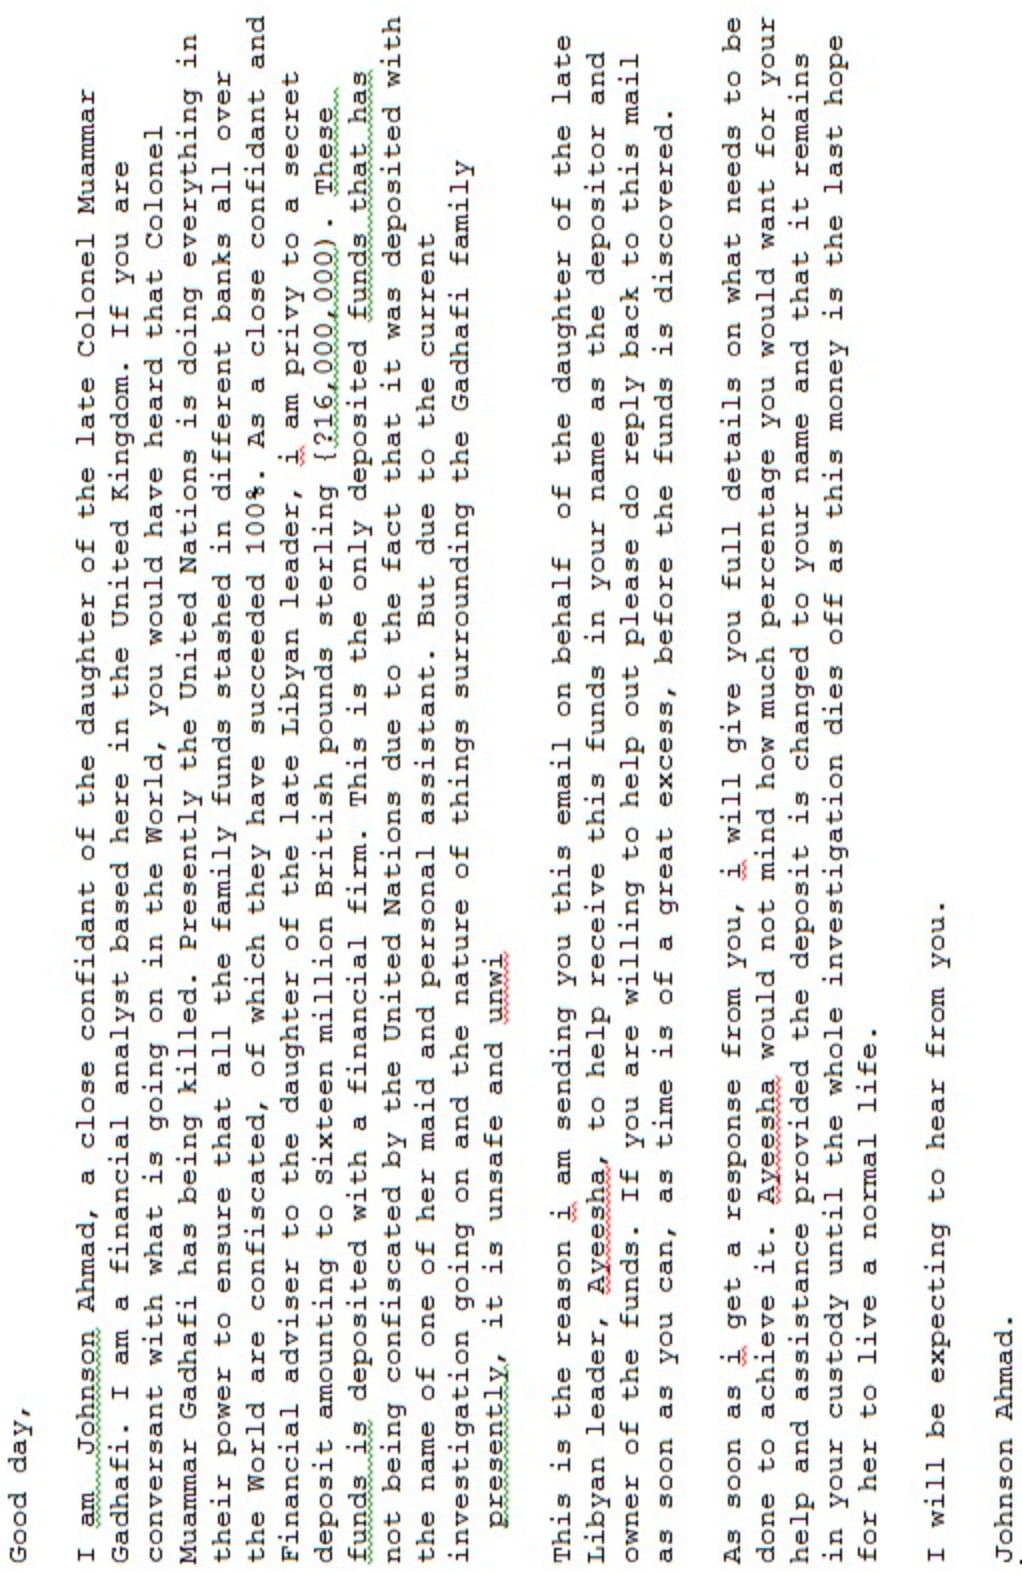 Good day,
I am  Johnson Ahmad, a close confidant of the daughter of the late Colonel Muammar
Gadhafi. I am a financial analyst based here in the United Kingdom. If you are
conversant with what is going on in the World, you would have heard that Colonel
Muammar Gadhafi has being killed. Presently the United Nations is doing everything in
their power to ensure that all the family funds stashed in different banks all over
the World are confiscated, of which they have succeeded 100%. As a close confidant and
Financial adviser to the daughter of the late Libyan leader, i am privy to a secret
deposit amounting to Sixteen million British pounds sterling {?16,000,000). These
funds is deposited with a financial firm. This is the only deposited funds that has
not being confiscated by the United Nations due to the fact that it was deposited with
the name of one of her maid and personal assistant. But due to the current
investigation going on and the nature of things surrounding the Gadhafi family
presently, it is unsafe and unwi
This is the reason i am sending you this email on behalf  of the daughter of the late
Libyan leader, Ayeesha, to help receive this funds in your name as the depositor and
owner of the funds. If you are willing to help out please do reply back to this mail
as soon as you can, as time is of a great excess, before the funds is discovered.
As soon as i get a response from you, i will give you full details on what needs to be
done to achieve it. Ayeesha would not mind how much percentage you would want for your
help and assistance provided the deposit is changed to your name and that it remains
in your custody until the whole investigation dies off as this money is the last hope
for her to live a normal life.
I will be expecting to hear from you.
Johnson Ahmad.